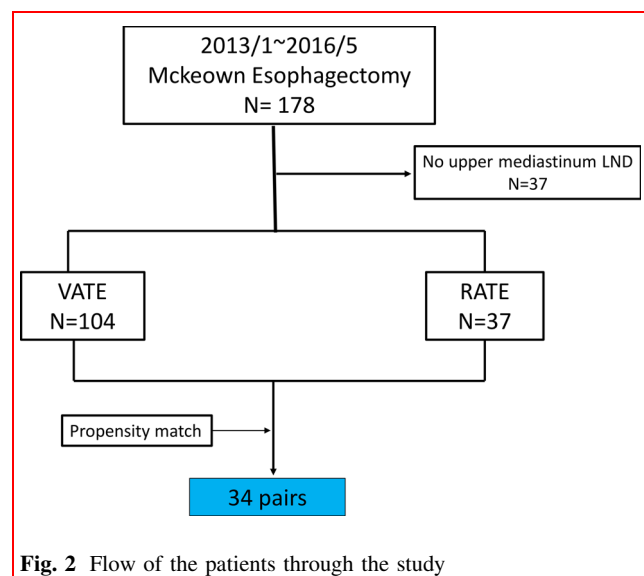 2013/1~2016/5
Mckeown Esophagectomy
N= 178
No upper mediastinum LND
N=37
VATE
N=104
RATE
N=37
Propensity match
34 pairs
Fig. 2 Flow of the patients through the study